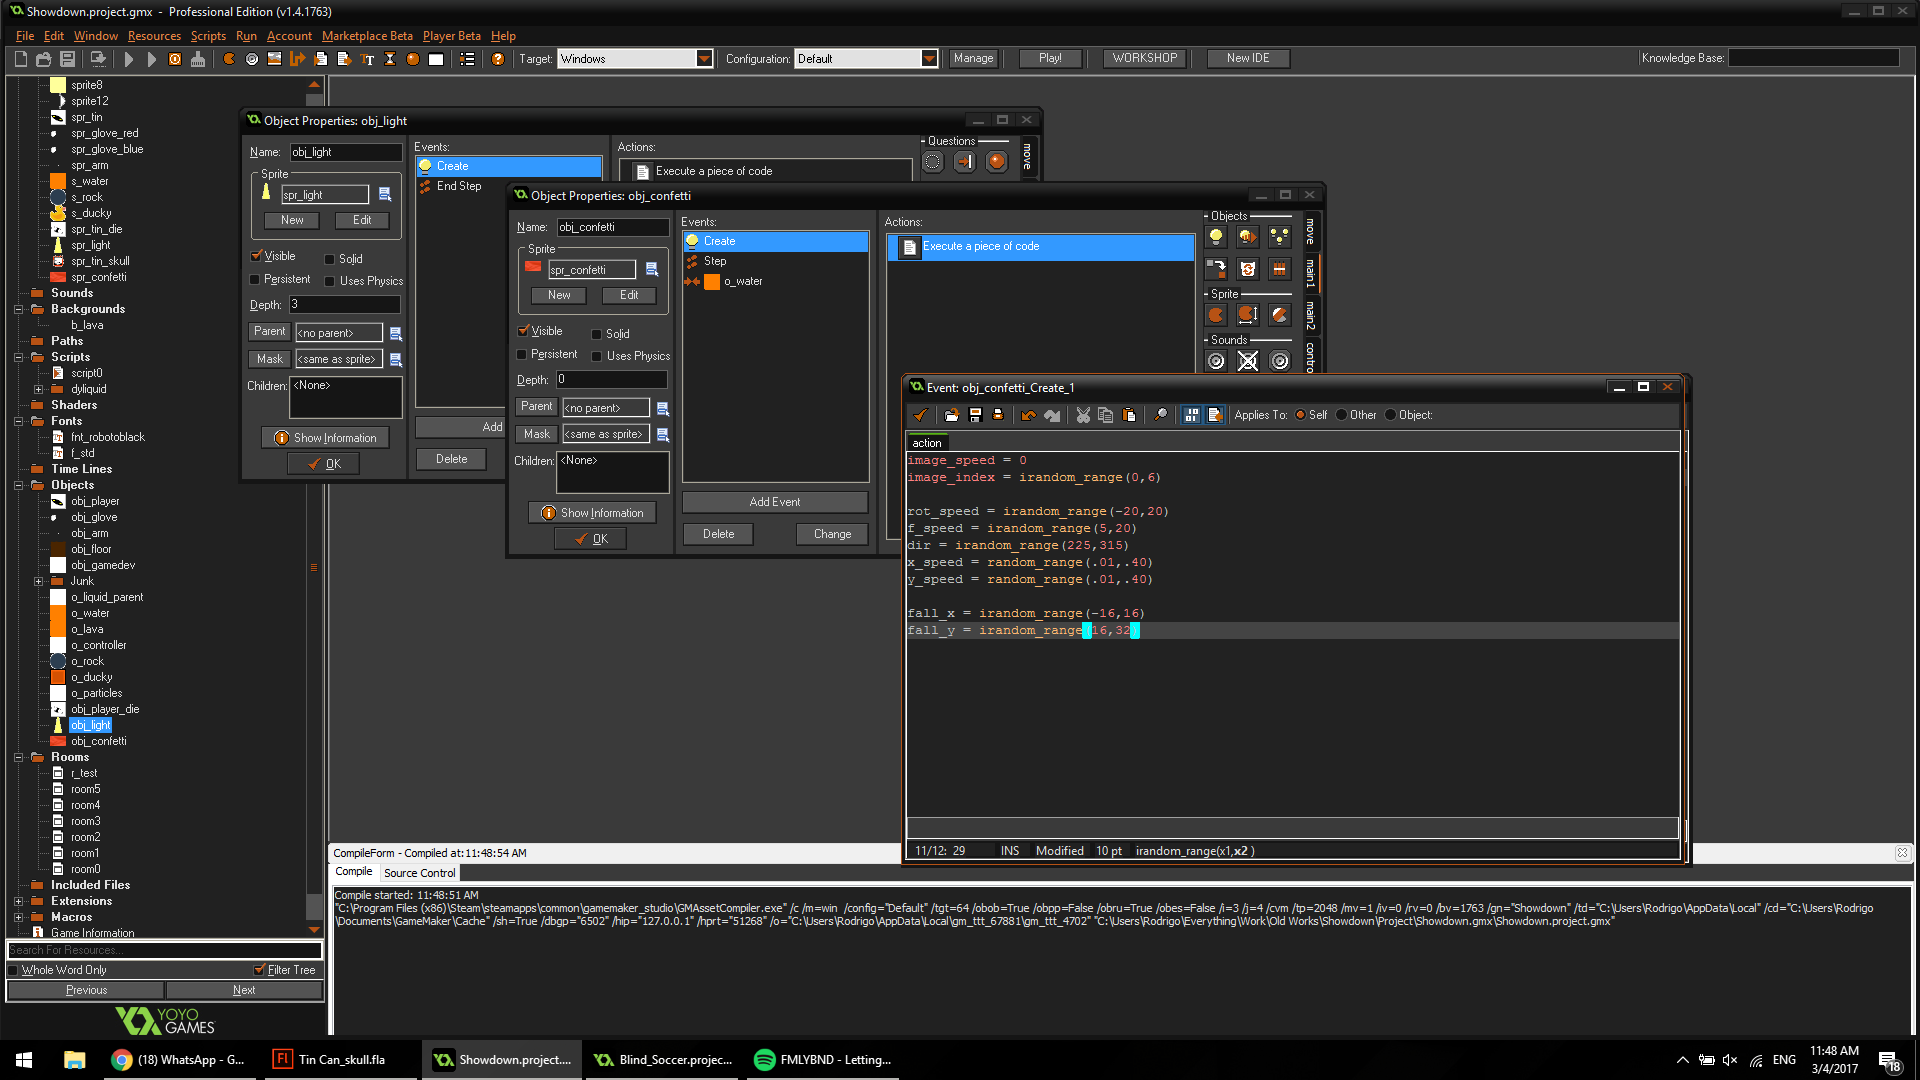 Showdown.project.gmx - Professional Edition (v1.4.1763)
File Edit Window Resources Scripts Run Account Marketplace Beta Player Beta Help
Target: Windows Configuration: Default Manage Play! WORKSHOP New IDE Knowledge Base:
sprite8
sprite12
spr_tin
spr_glove_red
spr_glove_blue
spr_arm
s_water
s_rock
s_ducky
spr_tin_die
spr_light
spr_tin_skull
spr_confetti
Sounds
Backgrounds
b_lava
Paths
Scripts
script0
dyliquid
Shaders
Fonts
fnt_robotoblack
f_std
Time Lines
Objects
obj_player
obj_glove
obj_arm
obj_floor
obj_gamedev
Junk
o_liquid_parent
o_water
o_lava
o_controller
o_rock
o_ducky
o_particles
obj_player_die
obj_light
obj_confetti
Rooms
r_test
room5
room4
room3
room2
room1
room0
Included Files
Extensions
Macros
Game Information
Search For Resources...
Whole Word Only Filter Tree
Previous Next
YOYO
GAMES
Object Properties: obj_light
Name: obj_light
Sprite
spr_light
New Edit
Visible Solid
Persistent Uses Physics
Depth: 3
Parent <no parent>
Mask <same as sprite>
Children: <None>
Show Information
OK
Events:
Create
End Step
Add
Delete
Actions:
Execute a piece of code
Questions
move
Object Properties: obj_confetti
Name: obj_confetti
Sprite
spr_confetti
New Edit
Visible Solid
Persistent Uses Physics
Depth: 0
Parent <no parent>
Mask <same as sprite>
Children: <None>
Show Information
OK
Events:
Create
Step
o_water
Add Event
Delete Change
Actions:
Execute a piece of code
Objects
Sprite
Sounds
move
main1
main2
contro
Event: obj_confetti_Create_1
Applies To: Self Other Object:
action
image_speed = 0
image_index = irandom_range(0,6)
rot_speed = irandom_range(-20,20)
f_speed = irandom_range(5,20)
dir = irandom_range(225,315)
x_speed = random_range(.01,.40)
y_speed = random_range(.01,.40)
fall_x = irandom_range(-16,16)
fall_y = irandom_range(16,32)
11/12: 29 INS Modified 10 pt irandom_range(x1,x2 )
CompileForm - Compiled at:11:48:54 AM
Compile Source Control
Compile started: 11:48:51 AM
"C:\Program Files (x86)\Steam\steamapps\common\gamemaker_studio\GMAssetCompiler.exe" /c /m=win /config="Default" /tgt=64 /obob=True /obpp=False /obru=True /obes=False /i=3 /j=4 /cvm /tp=2048 /mv=1 /iv=0 /rv=0 /bv=1763 /gn="Showdown" /td="C:\Users\Rodrigo\AppData\Local" /cd="C:\Users\Rodrigo
\Documents\GameMaker\Cache" /sh=True /dbgp="6502" /hip="127.0.0.1" /hprt="51268" /o="C:\Users\Rodrigo\AppData\Local\gm_ttt_67881\gm_ttt_4702" "C:\Users\Rodrigo\Everything\Work\Old Works\Showdown\Project\Showdown.gmx\Showdown.project.gmx"
(18) WhatsApp - G... Tin Can_skull.fla Showdown.project.... Blind_Soccer.projec... FMLYBND - Letting... ENG 11:48 AM
3/4/2017
18